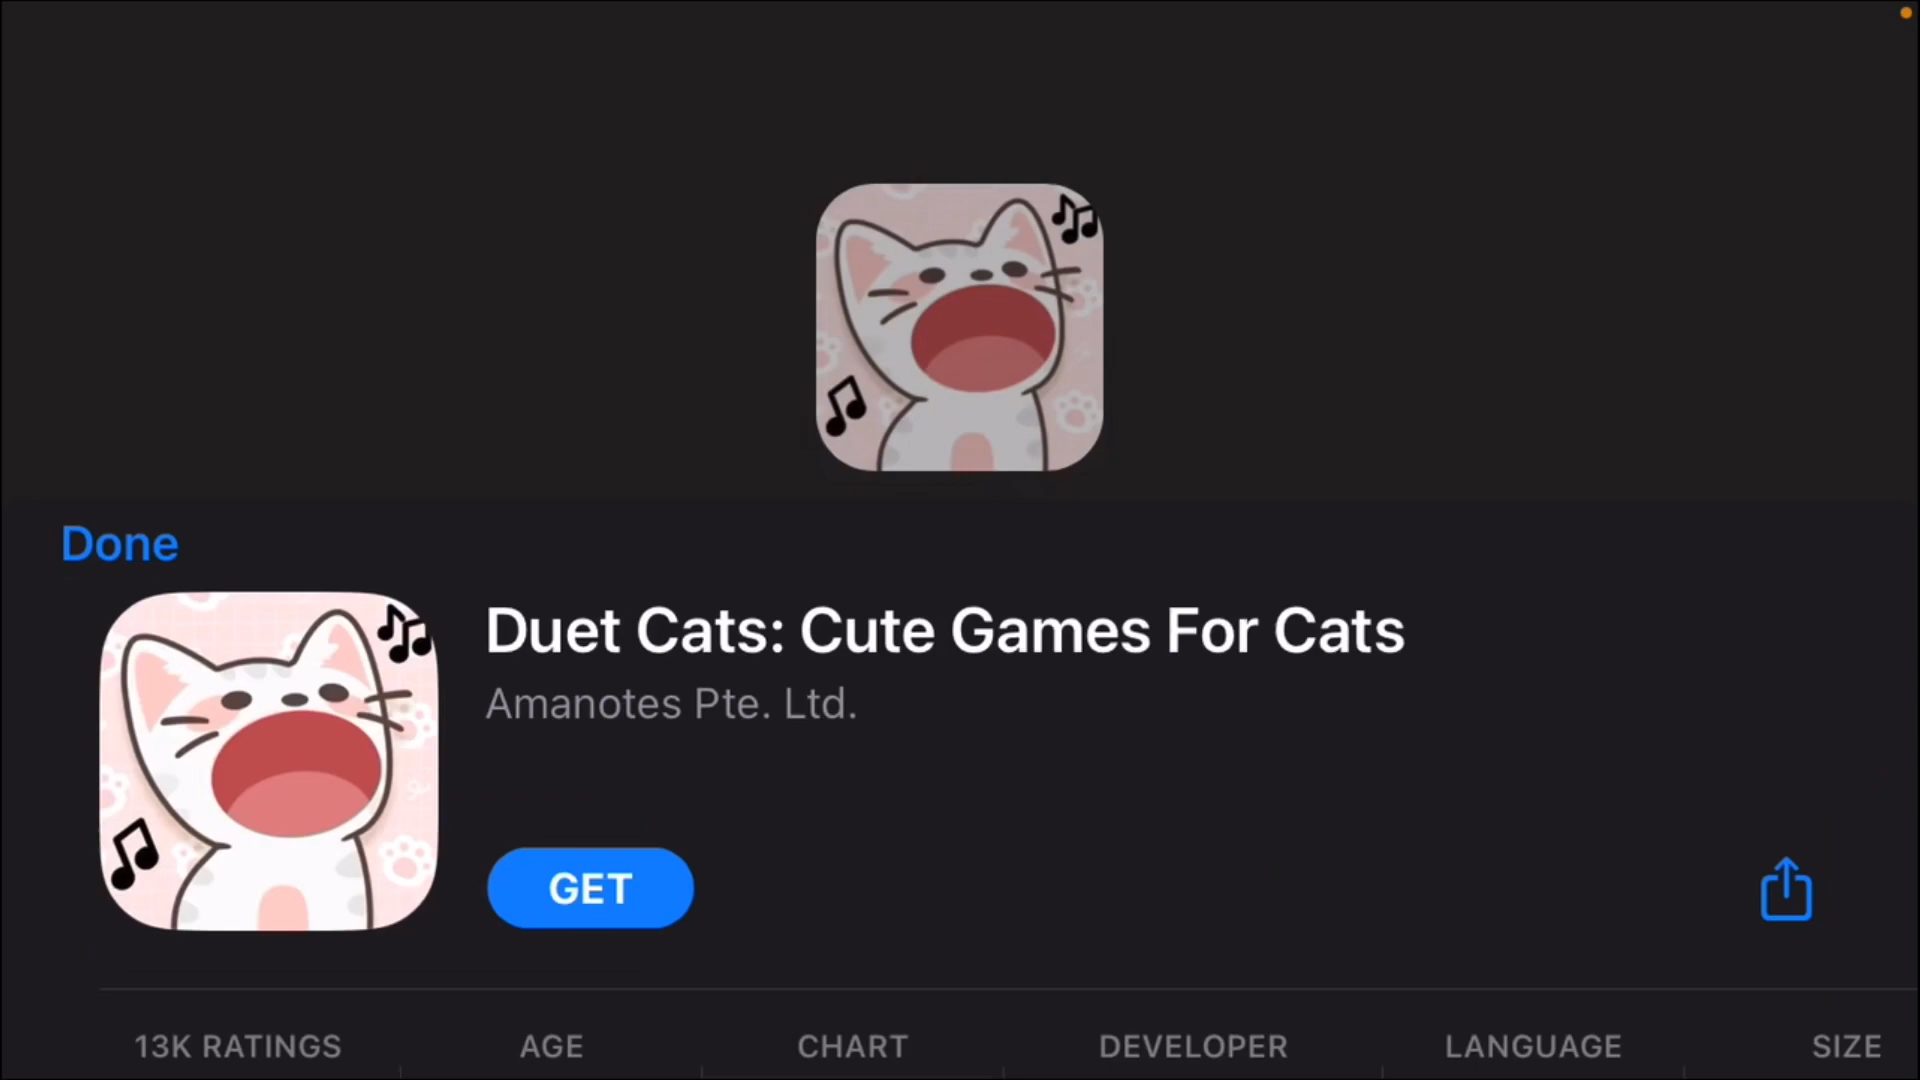 Done
Duet Cats: Cute Games For Cats
Amanotes Pte. Ltd.
GET
13K RATINGS
AGE
CHART
DEVELOPER
LANGUAGE
SIZE